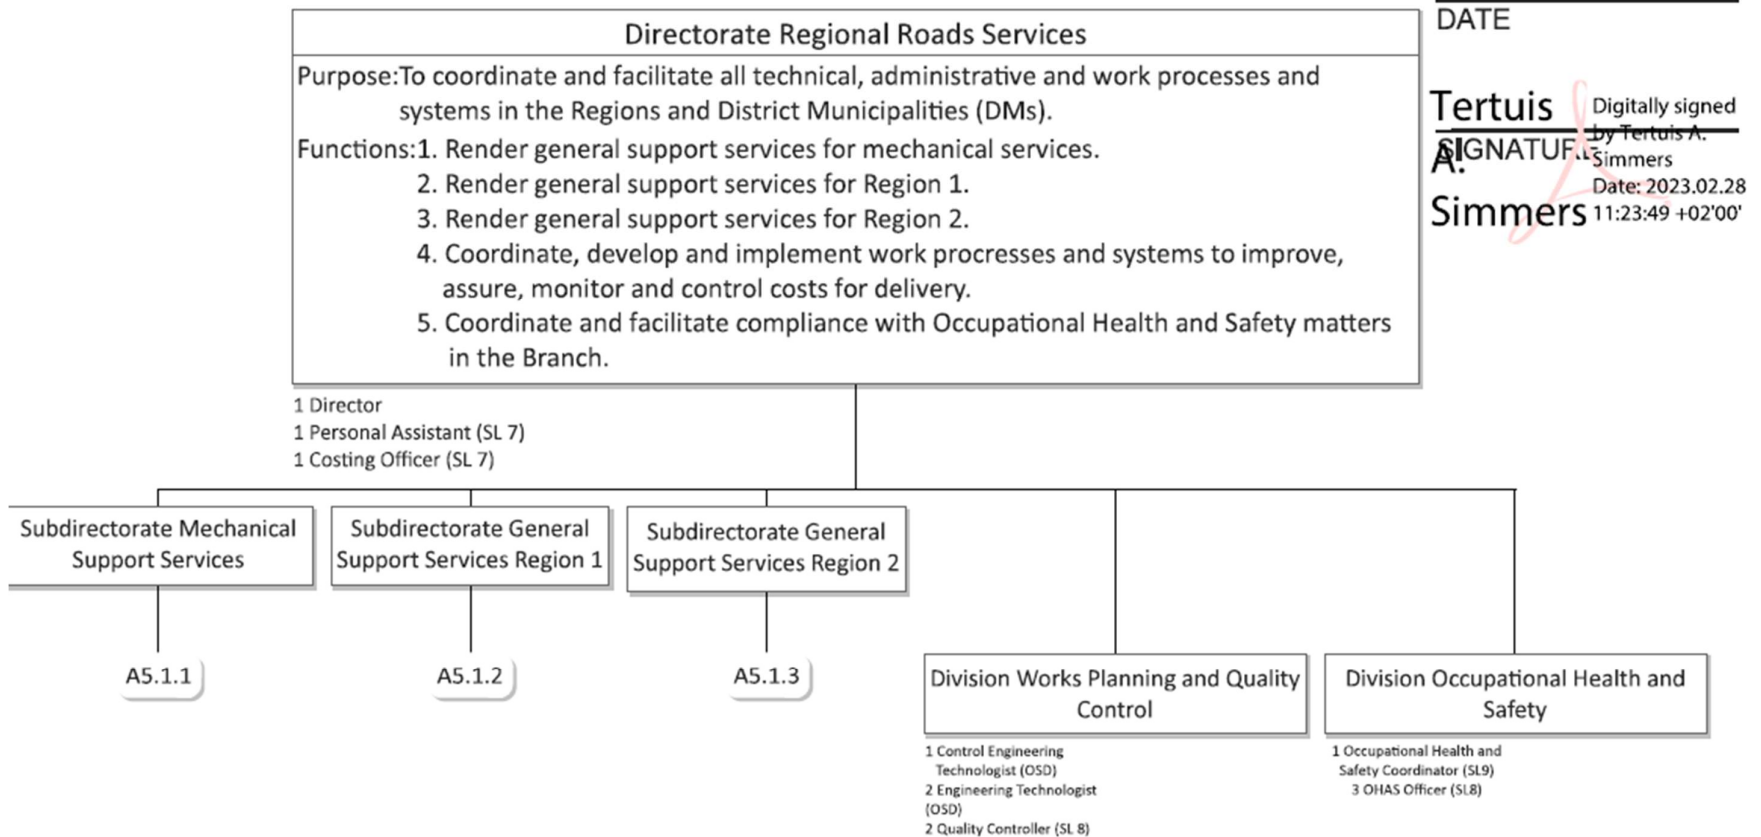 Directorate Regional Roads Services
Purpose:To coordinate and facilitate all technical, administrative and work processes and
systems in the Regions and District Municipalities (DMs).
Functions:1. Render general support services for mechanical services.
2. Render general support services for Region 1.
3. Render general support services for Region 2.
4. Coordinate, develop and implement work procresses and systems to improve,
assure, monitor and control costs for delivery.
5. Coordinate and facilitate compliance with Occupational Health and Safety matters
in the Branch.
DATE
Tertuis
A.
Simmers
SIGNATURE
Digitally signed
by Tertuis A.
Simmers
Date: 2023.02.28
11:23:49 +02'00'
1 Director
1 Personal Assistant (SL 7)
1 Costing Officer (SL 7)
Subdirectorate Mechanical
Support Services
A5.1.1
Subdirectorate General
Support Services Region 1
A5.1.2
Subdirectorate General
Support Services Region 2
A5.1.3
Division Works Planning and Quality
Control
1 Control Engineering
Technologist (OSD)
2 Engineering Technologist
(OSD)
2 Quality Controller (SL 8)
Division Occupational Health and
Safety
1 Occupational Health and
Safety Coordinator (SL9)
3 OHAS Officer (SL8)